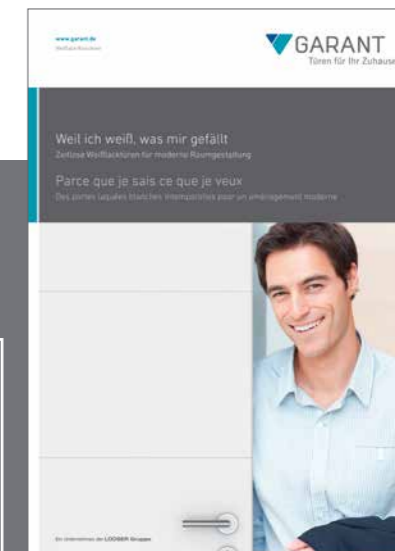 www.garant.de
GARANT
Türen für Ihr Zuhause
Weil ich weiß, was mir gefällt
Zeitlose Weißlacktüren für moderne Raumgestaltung
Parce que je sais ce que je veux
Des portes laquées blanches intemporelles pour un aménagement moderne
Ein Unternehmen der Gruppe